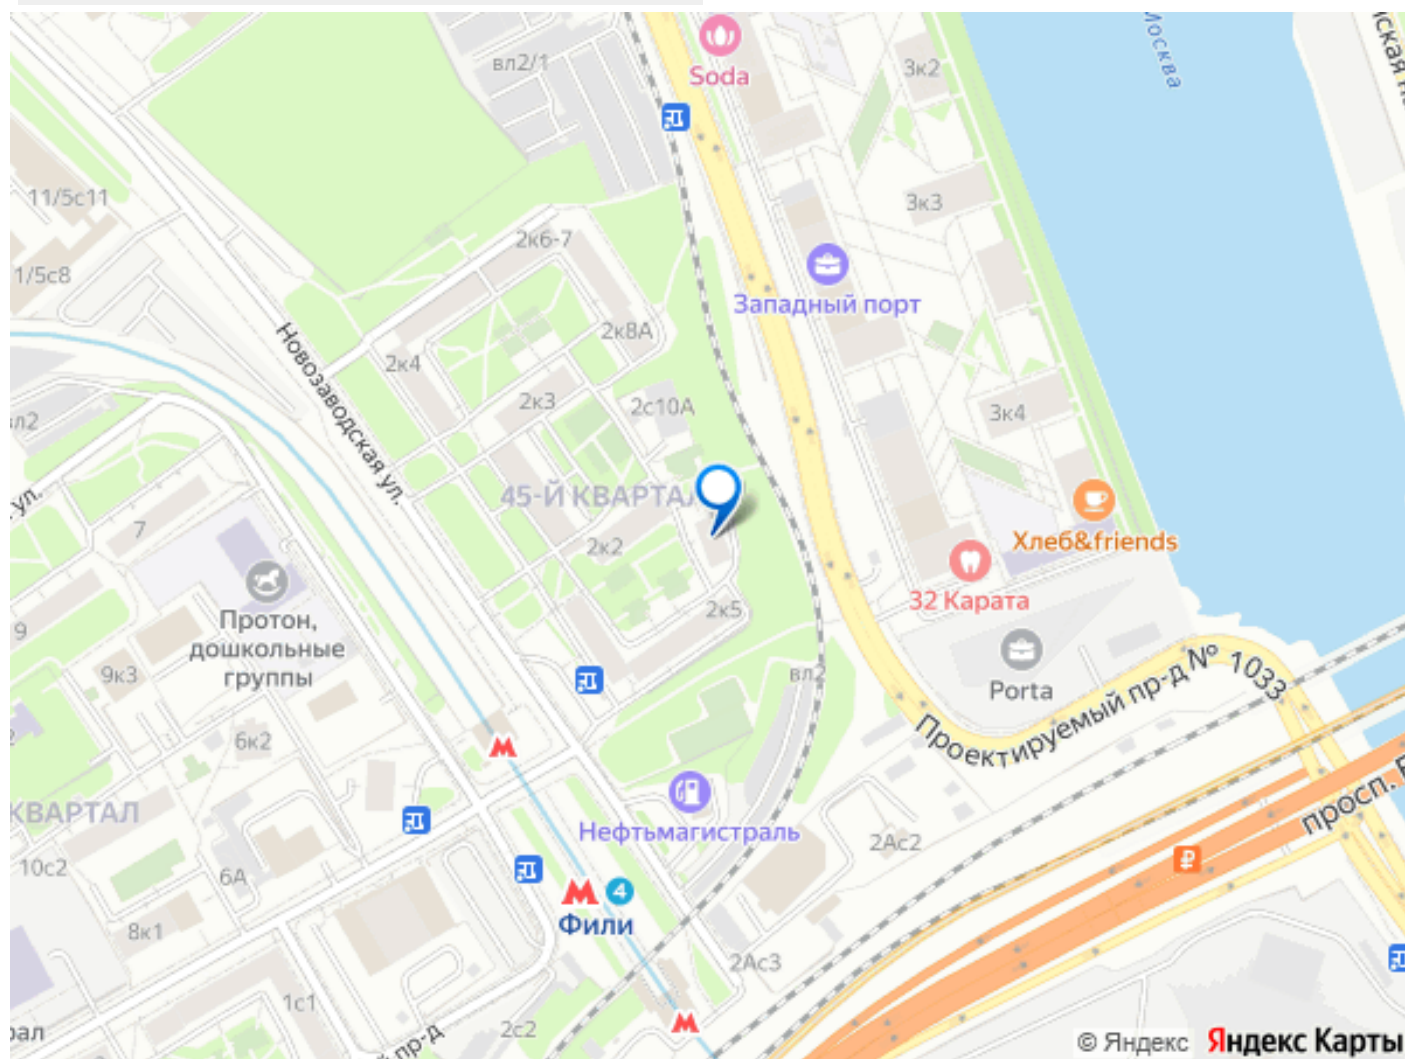 Москва
вл2/1
Soda
3к2
11/5с11
3к3
2к6-7
1/5с8
Западный порт
Новозаводская ул.
2к8А
2к4
2к3
2с10А
3к4
вл2
ул.
45-Й КВАРТАЛ
7
Хлеб&friends
2к2
32 Карата
2к5
Протон,
дошкольные
группы
9
9к3
вл2
Porta
Проектируемый пр-д № 1033
6к2
КВАРТАЛ
Нефтьмагистраль
просп.
2Ас2
10с2
6А
4
Фили
8к1
2Ас3
1с1
2с2
пр-д
© Яндекс Яндекс Карты